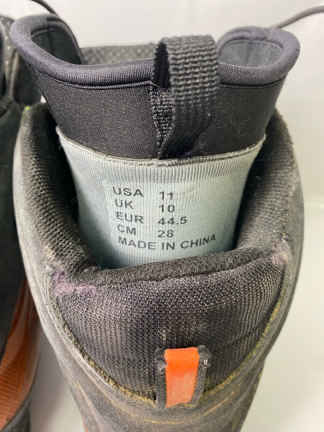 USA 11
UK 10
EUR 44.5
CM 28
MADE IN CHINA